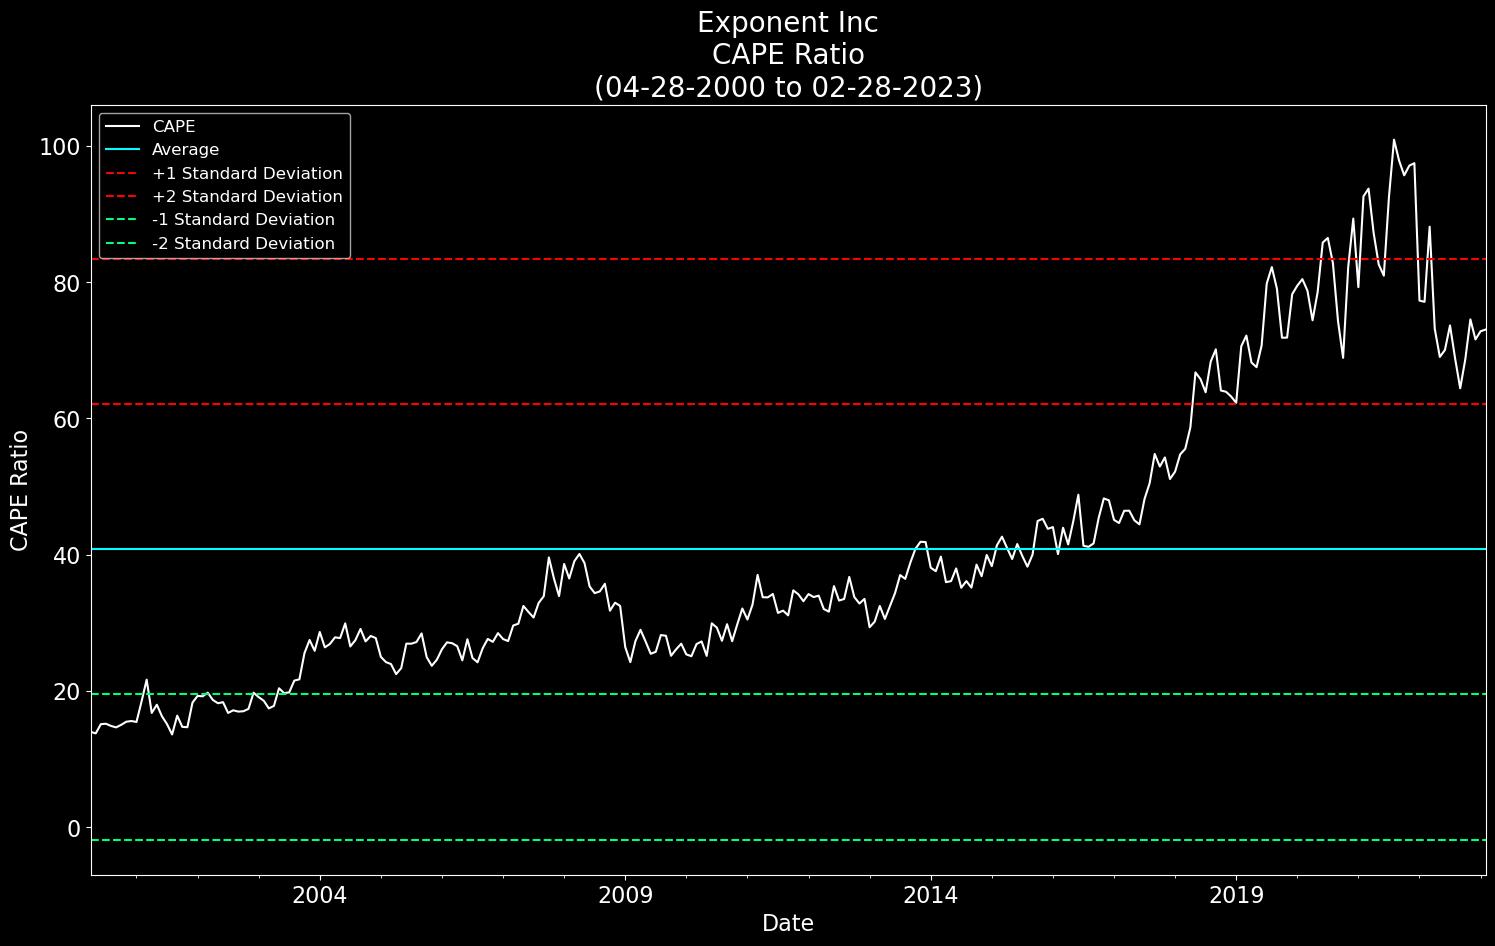 Exponent Inc
CAPE Ratio
(04-28-2000 to 02-28-2023)
CAPE
Average
+1 Standard Deviation
+2 Standard Deviation
-1 Standard Deviation
-2 Standard Deviation
100
80
60
40
20
0
CAPE Ratio
2004
2009
2014
2019
Date